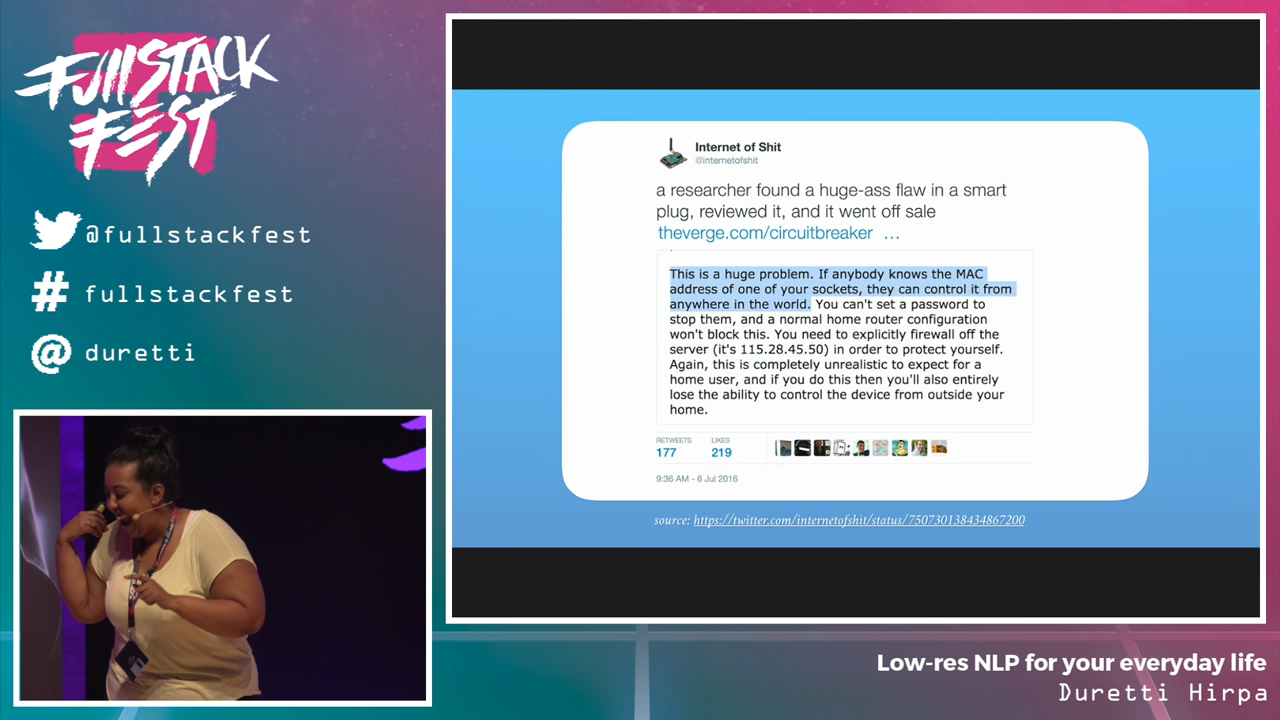 FullSTACK
FEST
@fullstackfest
# fullstackfest
@ duretti
Internet of Shit
@internetofshit
a researcher found a huge-ass flaw in a smart
plug, reviewed it, and it went off sale
theverge.com/circuitbreaker …
This is a huge problem. If anybody knows the MAC
address of one of your sockets, they can control it from
anywhere in the world. You can't set a password to
stop them, and a normal home router configuration
won't block this. You need to explicitly firewall off the
server (it's 115.28.45.50) in order to protect yourself.
Again, this is completely unrealistic to expect for a
home user, and if you do this then you'll also entirely
lose the ability to control the device from outside your
home.
RETWEETS LIKES
177 219
9:36 AM - 6 Jul 2016
source: https://twitter.com/internetofshit/status/750730138434867200
Low-res NLP for your everyday life
Duretti Hirpa